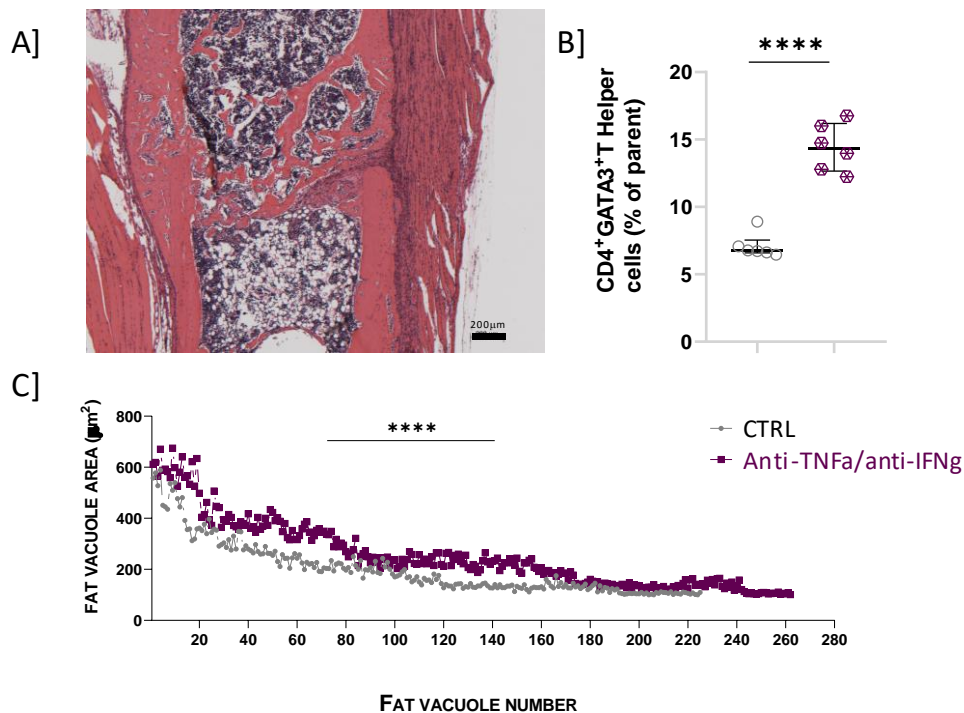 A]
200µm
B]
****
CD4+GATA3+T Helper
cells (% of parent)
20
15
10
5
0
C]
FAT VACUOLE AREA (µm²)
800
600
400
200
0
****
CTRL
Anti-TNFa/anti-IFNg
20 40 60 80 100 120 140 160 180 200 220 240 260 280
FAT VACUOLE NUMBER